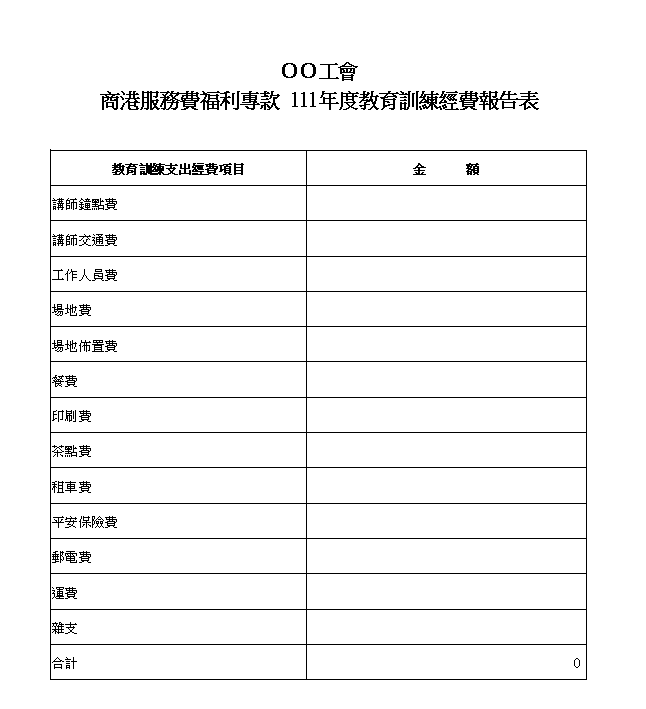 ＯＯ工會
商港服務費福利專款 111年度教育訓練經費報告表
教育訓練支出經費項目 金 額
講師鐘點費
講師交通費
工作人員費
場地費
場地佈置費
餐費
印刷費
茶點費
租車費
平安保險費
郵電費
運費
雜支
合計 0